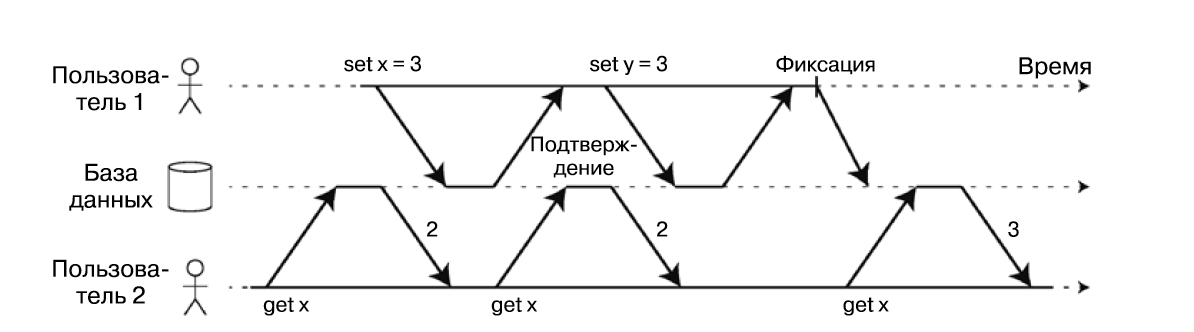 set x = 3
set y = 3
Фиксация
Время
Пользова-
тель 1
Подтверж-
дение
База
данных
2
2
3
Пользова-
тель 2
get x
get x
get x